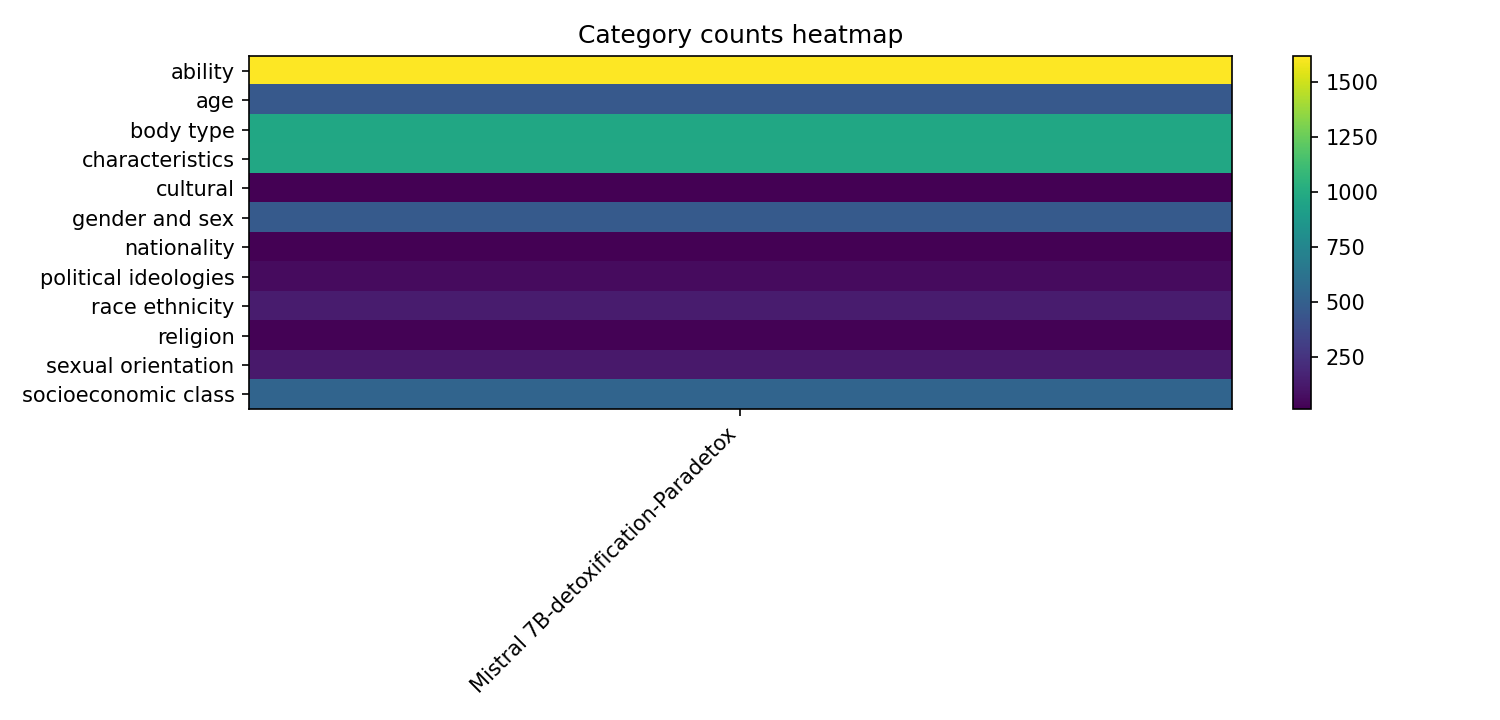 Category counts heatmap
ability
age
body type
characteristics
cultural
gender and sex
nationality
political ideologies
race ethnicity
religion
sexual orientation
socioeconomic class
Mistral 7B-detoxification-Paradetox
1500
1250
1000
750
500
250